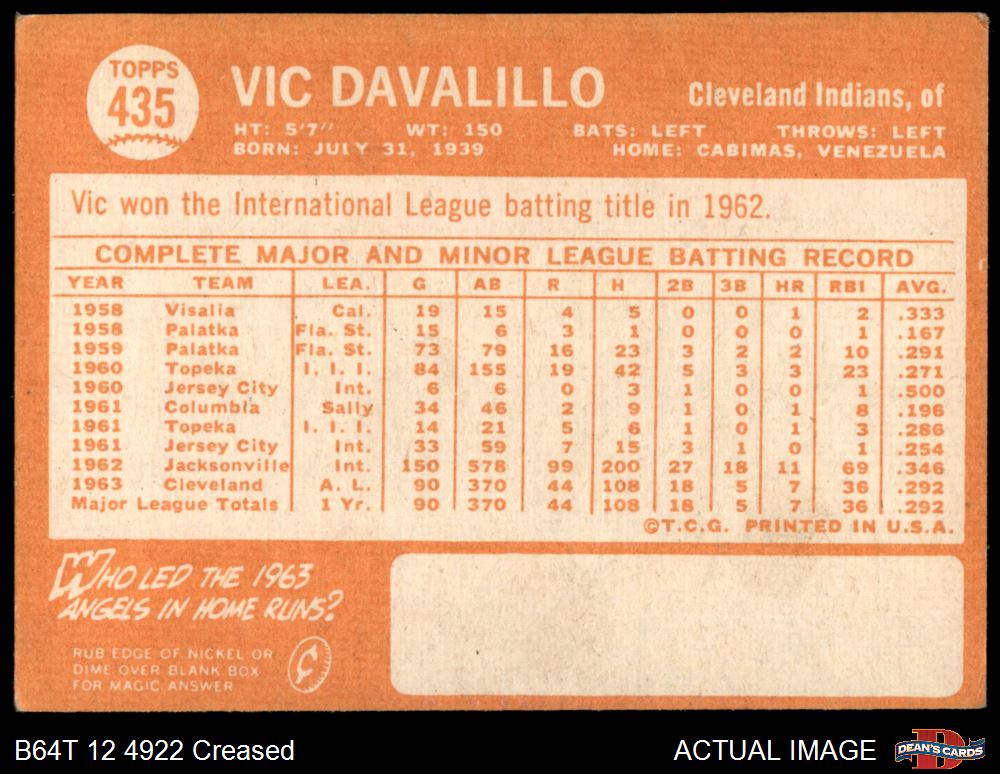 TOPPS
435
VIC DAVALILLO
Cleveland Indians, of
HT: 5'7" WT: 150 BATS: LEFT THROWS: LEFT
BORN: JULY 31, 1939 HOME: CABIMAS, VENEZUELA
Vic won the International League batting title in 1962.
COMPLETE MAJOR AND MINOR LEAGUE BATTING RECORD
YEAR TEAM LEA. G AB R H 2B 3B HR RBI AVG.
1958 Visalia Cal. 19 15 4 5 0 0 1 2 .333
1958 Palatka Fla. St. 15 6 3 1 0 0 0 1 .167
1959 Palatka Fla. St. 73 79 16 23 3 2 2 10 .291
1960 Topeka I. I. I. 84 155 19 42 5 3 3 23 .271
1960 Jersey City Int. 6 6 0 3 1 0 0 1 .500
1961 Columbia Sally 34 46 2 9 1 0 1 8 .196
1961 Topeka I. I. I. 14 21 5 6 1 0 1 3 .286
1961 Jersey City Int. 33 59 7 15 3 1 0 1 .254
1962 Jacksonville Int. 150 578 99 200 27 18 11 69 .346
1963 Cleveland A. L. 90 370 44 108 18 5 7 36 .292
Major League Totals 1 Yr. 90 370 44 108 18 5 7 36 .292
©T.C.G. PRINTED IN U.S.A.
WHO LED THE 1963
ANGELS IN HOME RUNS?
RUB EDGE OF NICKEL OR
DIME OVER BLANK BOX
FOR MAGIC ANSWER
B64T 12 4922 Creased
ACTUAL IMAGE
DEAN'S CARDS